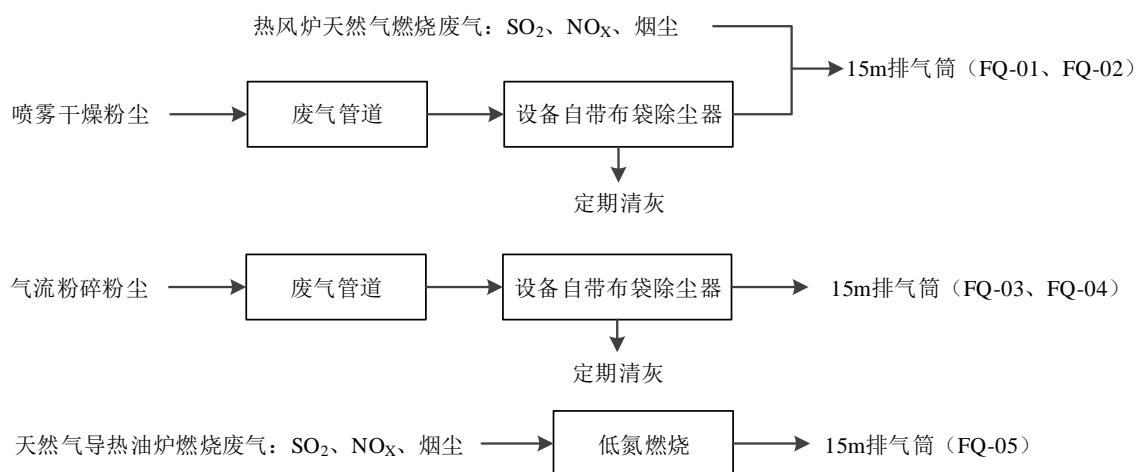 热风炉天然气燃烧废气：SO₂、NOX、烟尘
15m排气筒（FQ-01、FQ-02）
喷雾干燥粉尘
废气管道
设备自带布袋除尘器
定期清灰
气流粉碎粉尘
废气管道
设备自带布袋除尘器
15m排气筒（FQ-03、FQ-04）
定期清灰
天然气导热油炉燃烧废气：SO₂、NOX、烟尘
低氮燃烧
15m排气筒（FQ-05）